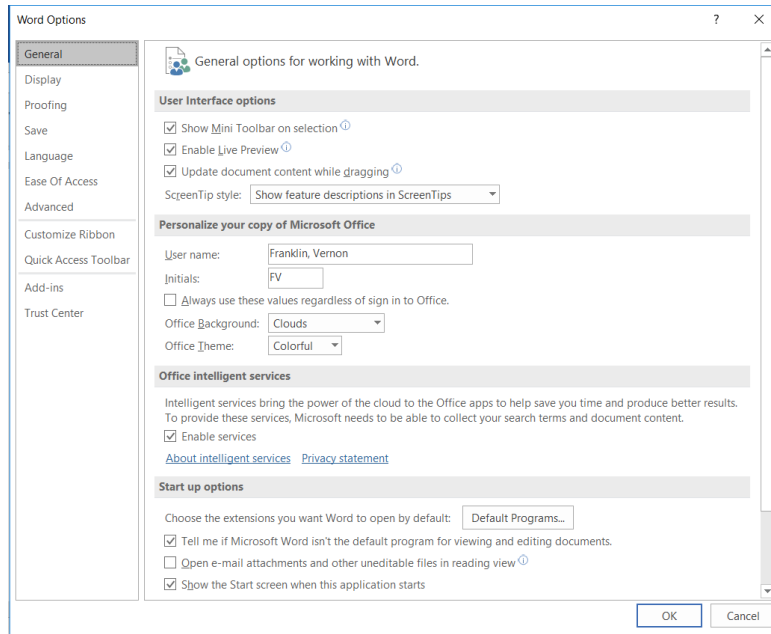 Word Options
?
General
Display
Proofing
Save
Language
Ease Of Access
Advanced
Customize Ribbon
Quick Access Toolbar
Add-ins
Trust Center
General options for working with Word.
User Interface options
Show Mini Toolbar on selection
Enable Live Preview
Update document content while dragging
ScreenTip style: Show feature descriptions in ScreenTips
Personalize your copy of Microsoft Office
User name: Franklin, Vernon
Initials: FV
Always use these values regardless of sign in to Office.
Office Background: Clouds
Office Theme: Colorful
Office intelligent services
Intelligent services bring the power of the cloud to the Office apps to help save you time and produce better results.
To provide these services, Microsoft needs to be able to collect your search terms and document content.
Enable services
About intelligent services Privacy statement
Start up options
Choose the extensions you want Word to open by default: Default Programs...
Tell me if Microsoft Word isn't the default program for viewing and editing documents.
Open e-mail attachments and other uneditable files in reading view
Show the Start screen when this application starts
OK Cancel